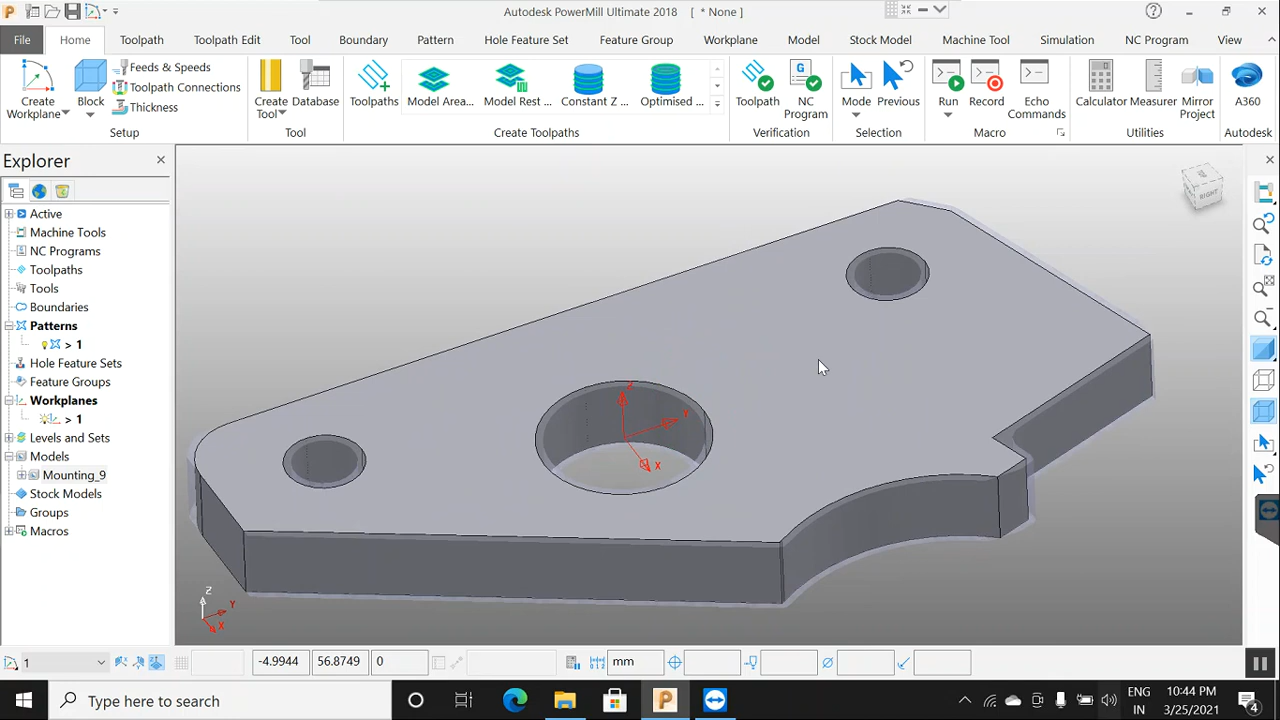 Autodesk PowerMill Ultimate 2018 [ * None ]
File Home Toolpath Toolpath Edit Tool Boundary Pattern Hole Feature Set Feature Group Workplane Model Stock Model Machine Tool Simulation NC Program View
Create Workplane
Block
Feeds & Speeds
Toolpath Connections
Thickness
Setup
Create Tool
Database
Tool
Toolpaths
Model Area...
Model Rest ...
Constant Z ...
Optimised ...
Create Toolpaths
Toolpath
NC Program
Verification
Mode
Previous
Selection
Run
Record
Echo Commands
Macro
Calculator
Measurer
Mirror Project
Utilities
A360
Autodesk
Explorer
Active
Machine Tools
NC Programs
Toolpaths
Tools
Boundaries
Patterns
> 1
Hole Feature Sets
Feature Groups
Workplanes
> 1
Levels and Sets
Models
Mounting_9
Stock Models
Groups
Macros
RIGHT
Z
Y
X
Z
Y
X
1
-4.9944 56.8749 0 mm
Type here to search
ENG
IN
10:44 PM
3/25/2021
4